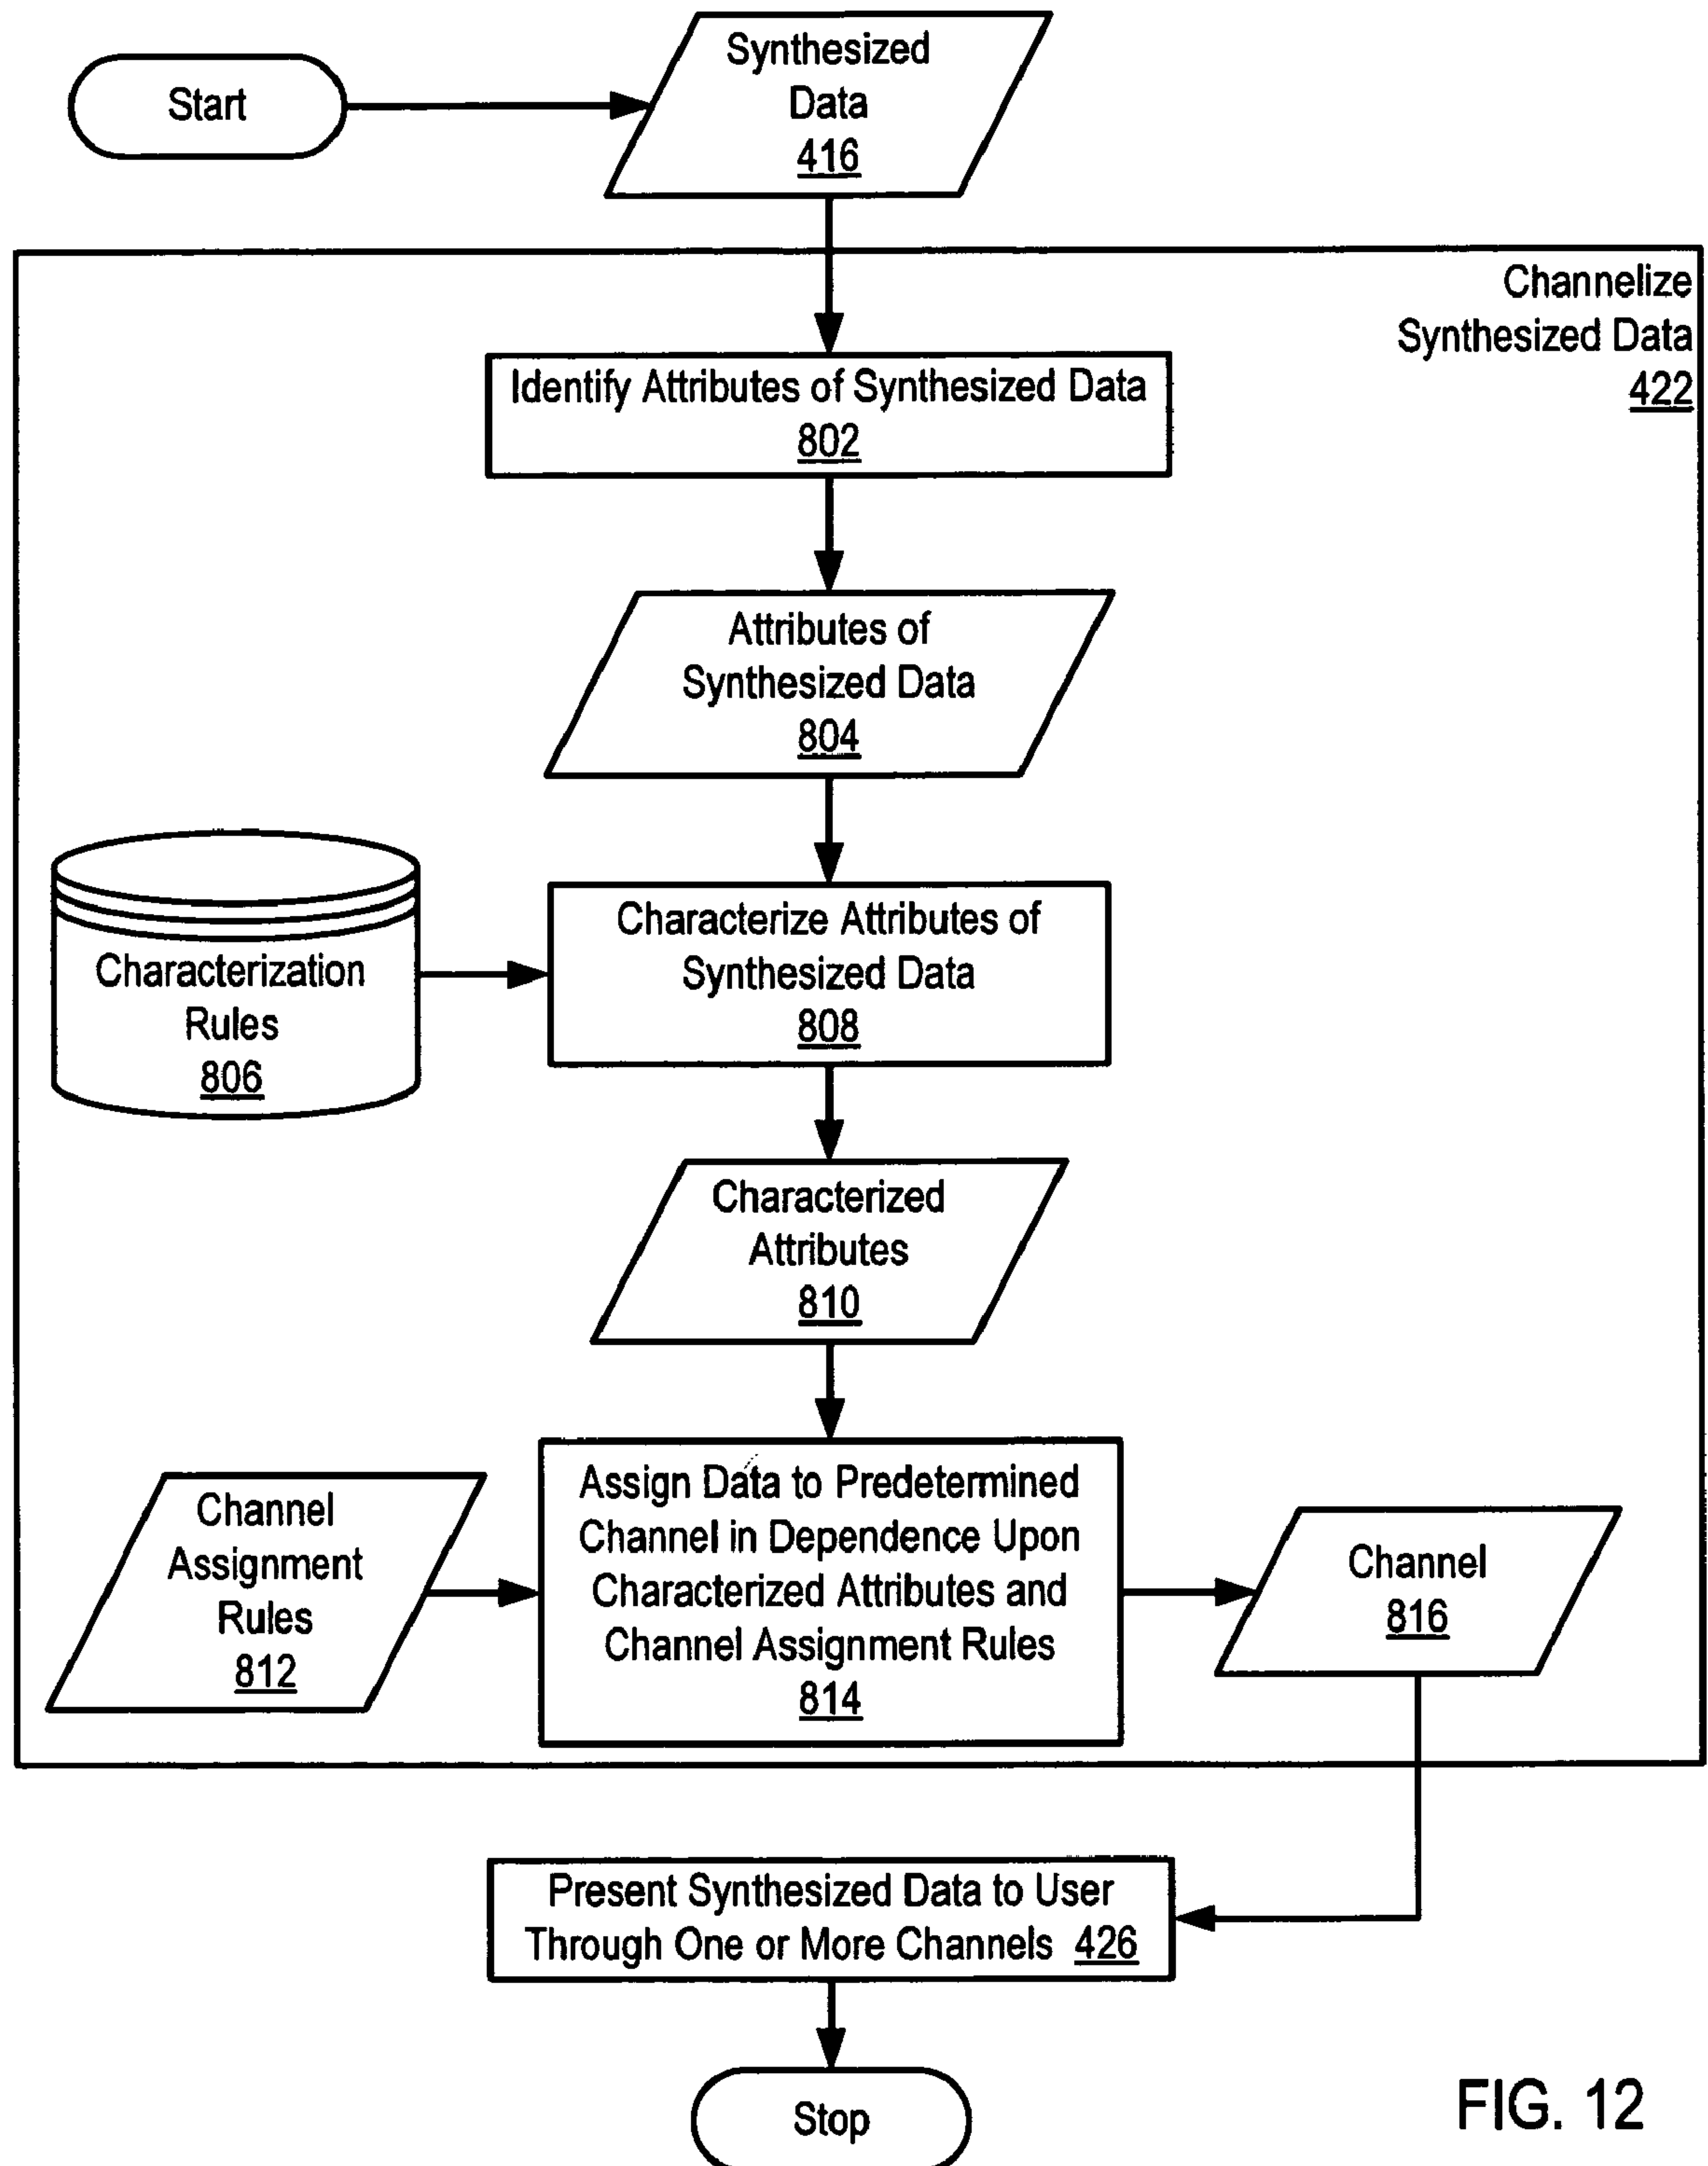 Start
Synthesized
Data
416
Channelize
Synthesized Data
422
Identify Attributes of Synthesized Data
802
Attributes of
Synthesized Data
804
Characterization
Rules
806
Characterize Attributes of
Synthesized Data
808
Characterized
Attributes
810
Channel
Assignment
Rules
812
Assign Data to Predetermined
Channel in Dependence Upon
Characterized Attributes and
Channel Assignment Rules
814
Channel
816
Present Synthesized Data to User
Through One or More Channels 426
Stop
FIG. 12